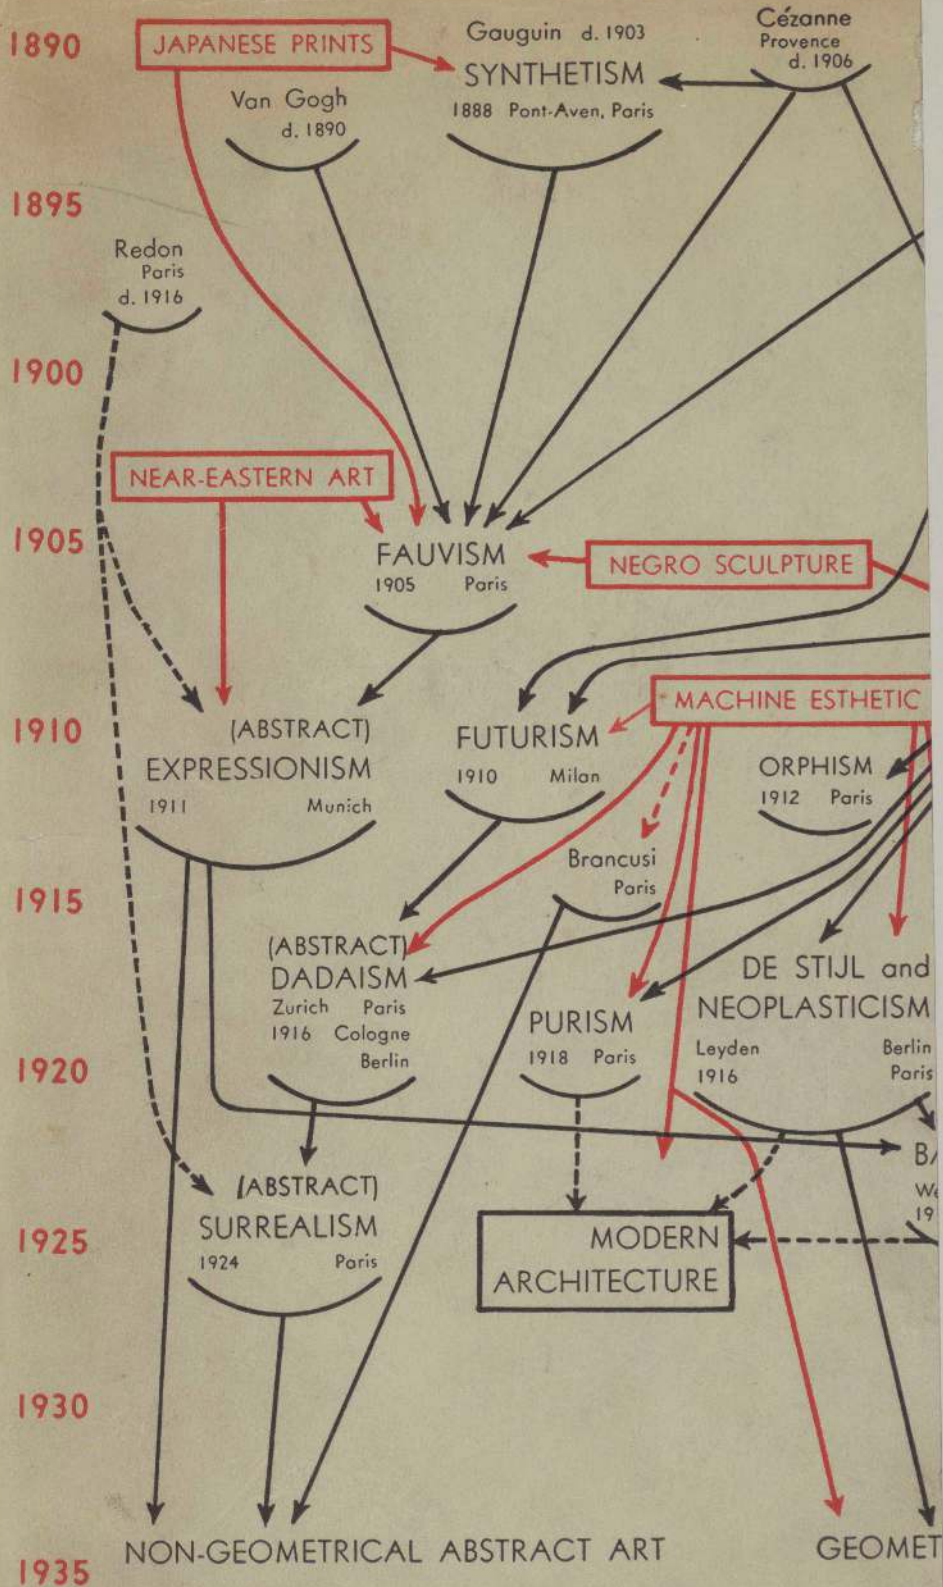 1890
JAPANESE PRINTS
Gauguin d. 1903
SYNTHETISM
1888 Pont-Aven, Paris
Cézanne
Provence
d. 1906
Van Gogh
d. 1890
1895
Redon
Paris
d. 1916
1900
NEAR-EASTERN ART
1905
FAUVISM
1905 Paris
NEGRO SCULPTURE
1910
(ABSTRACT)
EXPRESSIONISM
1911 Munich
FUTURISM
1910 Milan
MACHINE ESTHETIC
ORPHISM
1912 Paris
Brancusi
Paris
1915
(ABSTRACT)
DADAISM
Zurich Paris
1916 Cologne
Berlin
PURISM
1918 Paris
DE STIJL and
NEOPLASTICISM
Leyden Berlin
1916 Paris
1920
(ABSTRACT)
SURREALISM
1924 Paris
MODERN
ARCHITECTURE
BA
We
19
1925
1930
NON-GEOMETRICAL ABSTRACT ART
GEOMET
1935